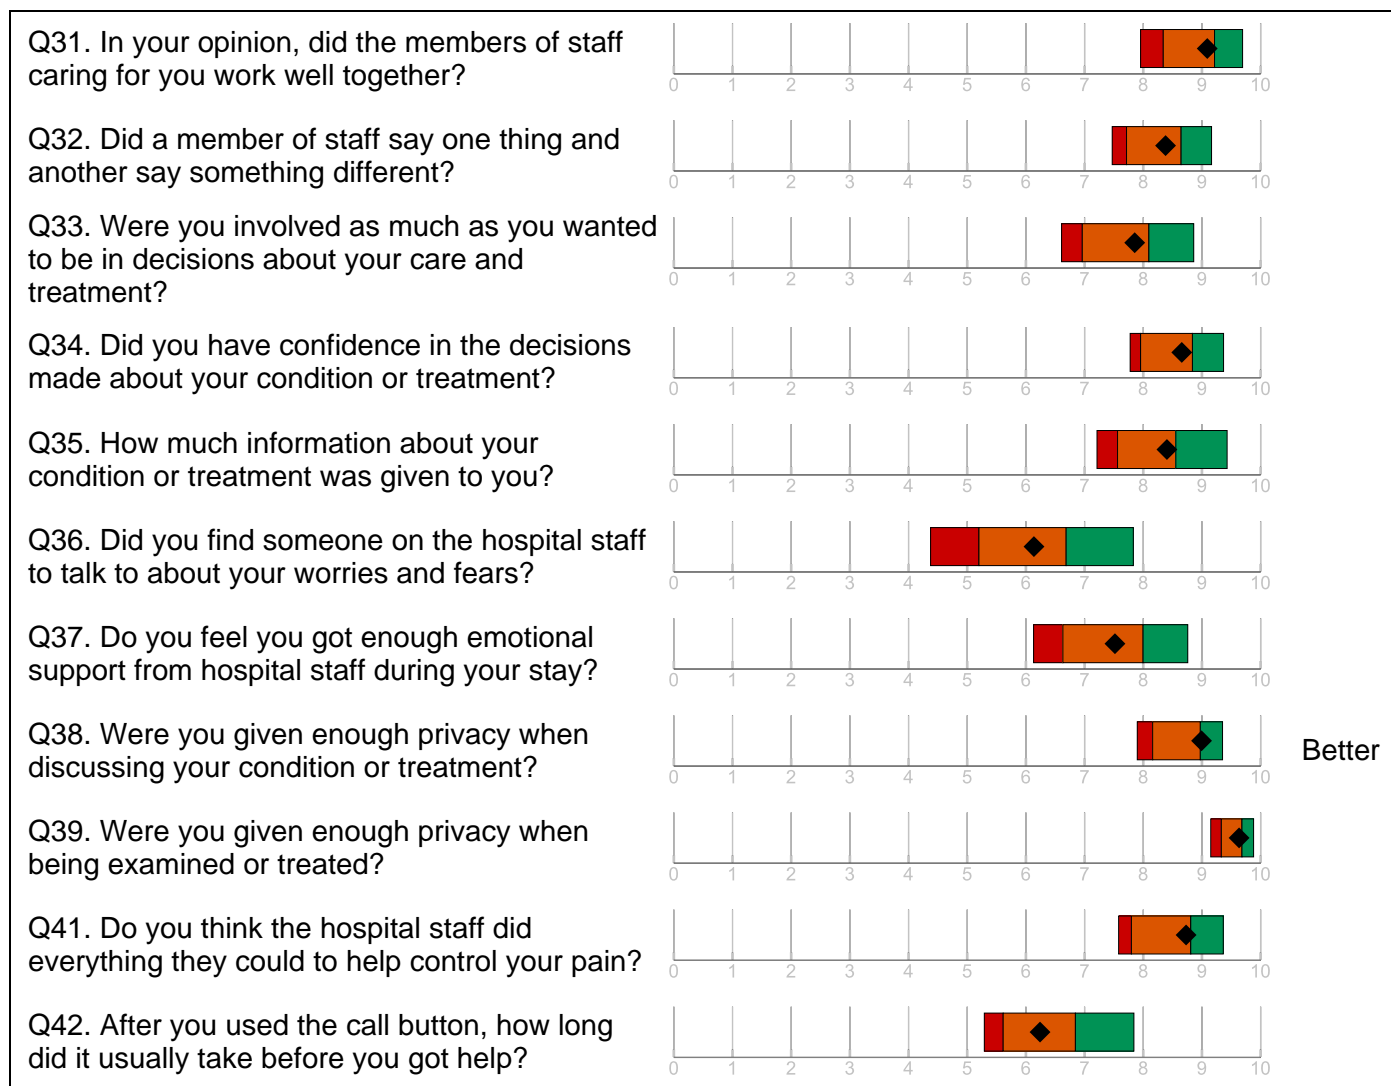 Q31. In your opinion, did the members of staff
caring for you work well together?
0 1 2 3 4 5 6 7 8 9 10
Q32. Did a member of staff say one thing and
another say something different?
0 1 2 3 4 5 6 7 8 9 10
Q33. Were you involved as much as you wanted
to be in decisions about your care and
treatment?
0 1 2 3 4 5 6 7 8 9 10
Q34. Did you have confidence in the decisions
made about your condition or treatment?
0 1 2 3 4 5 6 7 8 9 10
Q35. How much information about your
condition or treatment was given to you?
0 1 2 3 4 5 6 7 8 9 10
Q36. Did you find someone on the hospital staff
to talk to about your worries and fears?
0 1 2 3 4 5 6 7 8 9 10
Q37. Do you feel you got enough emotional
support from hospital staff during your stay?
0 1 2 3 4 5 6 7 8 9 10
Q38. Were you given enough privacy when
discussing your condition or treatment?
Better
0 1 2 3 4 5 6 7 8 9 10
Q39. Were you given enough privacy when
being examined or treated?
0 1 2 3 4 5 6 7 8 9 10
Q41. Do you think the hospital staff did
everything they could to help control your pain?
0 1 2 3 4 5 6 7 8 9 10
Q42. After you used the call button, how long
did it usually take before you got help?
0 1 2 3 4 5 6 7 8 9 10